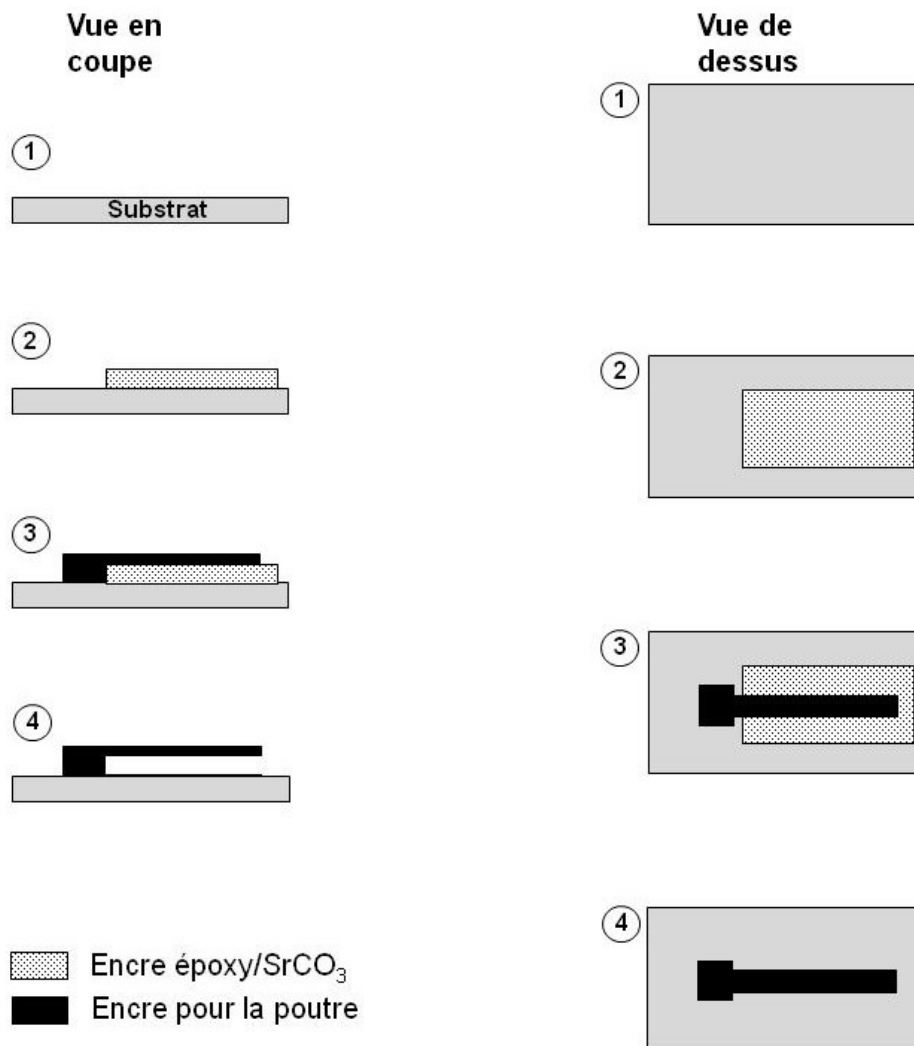 Vue en
coupe
1
Substrat
2
3
4
Vue de
dessus
1
2
3
4
Encre époxy/SrCO₃
Encre pour la poutre